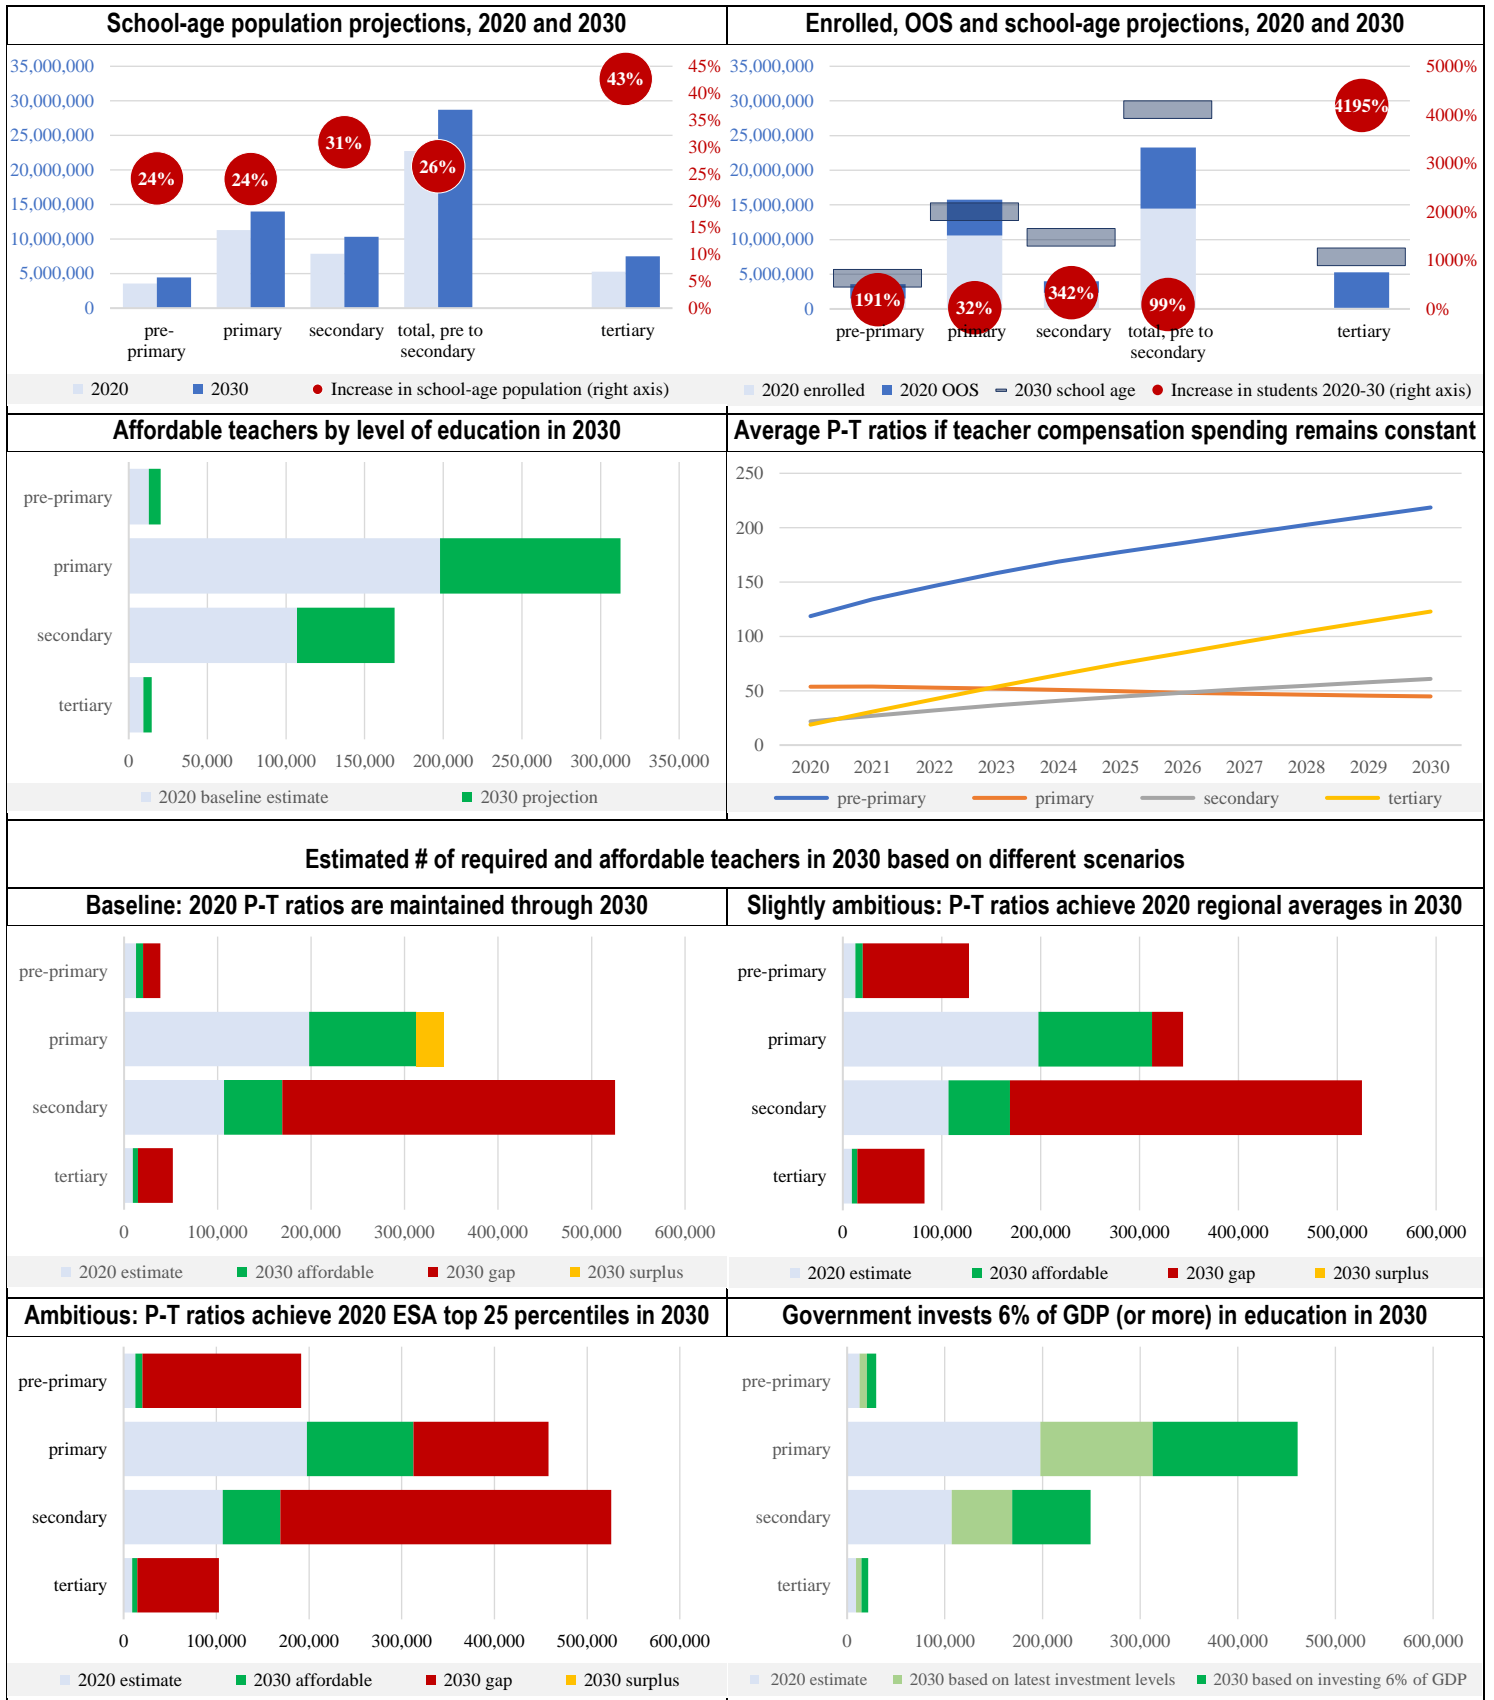 School-age population projections, 2020 and 2030
35,000,000
30,000,000
25,000,000
20,000,000
15,000,000
10,000,000
5,000,000
0
45%
40%
35%
30%
25%
20%
15%
10%
5%
0%
24%
24%
31%
26%
43%
pre-
primary
primary
secondary
total, pre to
secondary
tertiary
2020
2030
Increase in school-age population (right axis)
Enrolled, OOS and school-age projections, 2020 and 2030
35,000,000
30,000,000
25,000,000
20,000,000
15,000,000
10,000,000
5,000,000
0
5000%
4000%
3000%
2000%
1000%
0%
191%
32%
342%
99%
4195%
pre-primary
primary
secondary
total, pre to
secondary
tertiary
2020 enrolled
2020 OOS
2030 school age
Increase in students 2020-30 (right axis)
Affordable teachers by level of education in 2030
pre-primary
primary
secondary
tertiary
0 50,000 100,000 150,000 200,000 250,000 300,000 350,000
2020 baseline estimate
2030 projection
Average P-T ratios if teacher compensation spending remains constant
250
200
150
100
50
0
2020 2021 2022 2023 2024 2025 2026 2027 2028 2029 2030
pre-primary
primary
secondary
tertiary
Estimated # of required and affordable teachers in 2030 based on different scenarios
Baseline: 2020 P-T ratios are maintained through 2030
pre-primary
primary
secondary
tertiary
0 100,000 200,000 300,000 400,000 500,000 600,000
2020 estimate
2030 affordable
2030 gap
2030 surplus
Slightly ambitious: P-T ratios achieve 2020 regional averages in 2030
pre-primary
primary
secondary
tertiary
0 100,000 200,000 300,000 400,000 500,000 600,000
2020 estimate
2030 affordable
2030 gap
2030 surplus
Ambitious: P-T ratios achieve 2020 ESA top 25 percentiles in 2030
pre-primary
primary
secondary
tertiary
0 100,000 200,000 300,000 400,000 500,000 600,000
2020 estimate
2030 affordable
2030 gap
2030 surplus
Government invests 6% of GDP (or more) in education in 2030
pre-primary
primary
secondary
tertiary
0 100,000 200,000 300,000 400,000 500,000 600,000
2020 estimate
2030 based on latest investment levels
2030 based on investing 6% of GDP